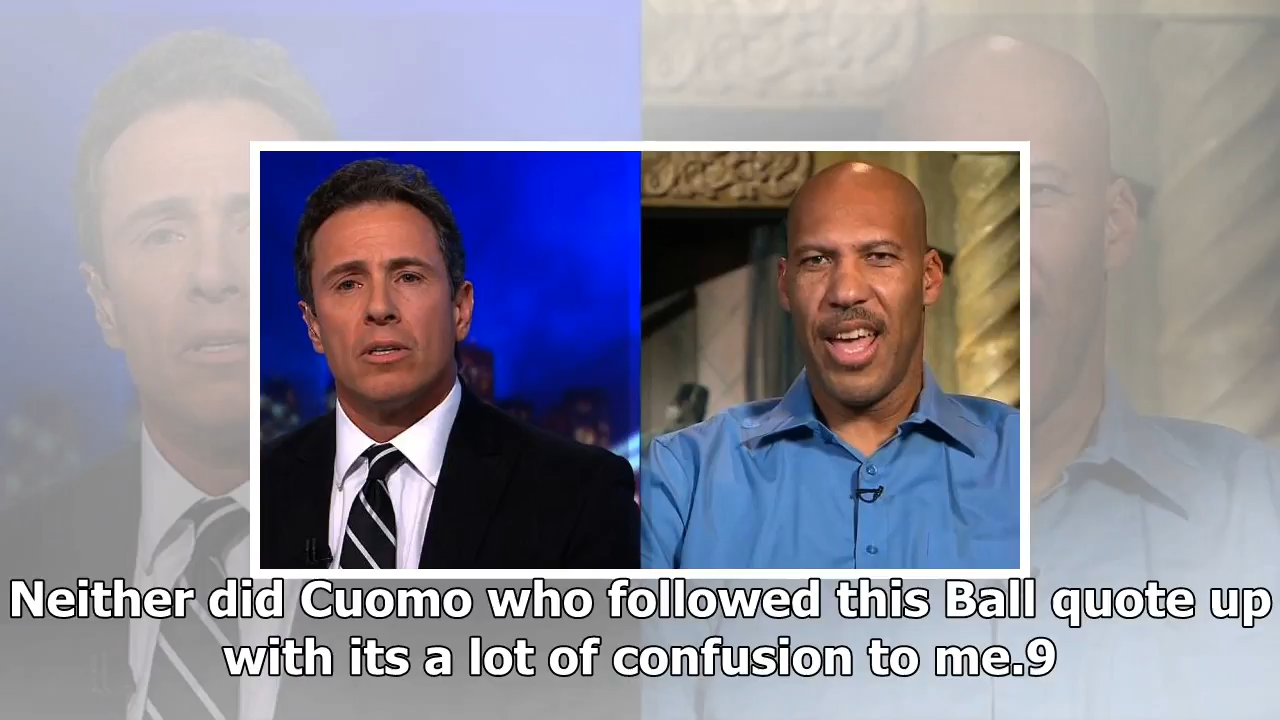 Neither did Cuomo who followed this Ball quote up
with its a lot of confusion to me.9